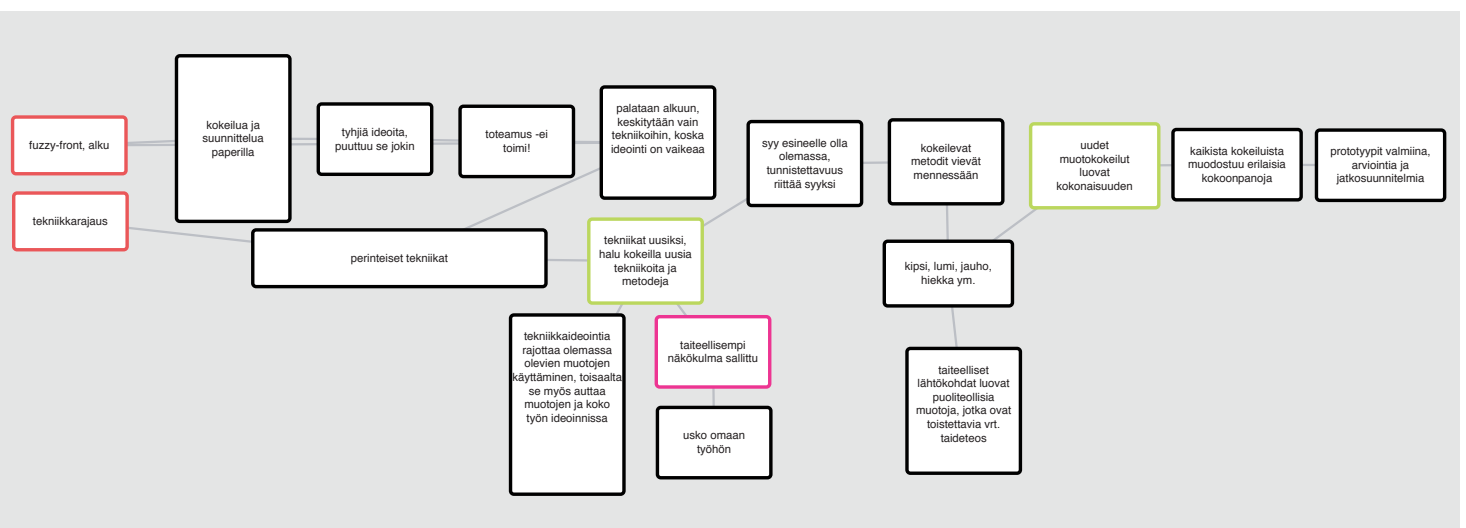 fuzzy-front, alku
tekniikkarajaus
kokeilua ja
suunnittelua
paperilla
tyhjiä ideoita,
puuttuu se jokin
toteamus -ei
toimi!
palataan alkuun,
keskitytään vain
tekniikoihin, koska
ideointi on vaikeaa
perinteiset tekniikat
tekniikat uusiksi,
halu kokeilla uusia
tekniikoita ja
metodeja
tekniikkaideointia
rajottaa olemassa
olevien muotojen
käyttäminen, toisaalta
se myös auttaa
muotojen ja koko
työn ideoinnissa
taiteellisempi
näkökulma sallittu
usko omaan
työhön
syy esineelle olla
olemassa,
tunnistettavuus
riittää syyksi
kokeilevat
metodit vievät
mennessään
kipsi, lumi, jauho,
hiekka ym.
taiteelliset
lähtökohdat luovat
puoliteollisia
muotoja, jotka ovat
toistettavia vrt.
taideteos
uudet
muotokokeilut
luovat
kokonaisuuden
kaikista kokeiluista
muodostuu erilaisia
kokoonpanoja
prototyypit valmiina,
arviointia ja
jatkosuunnitelmia